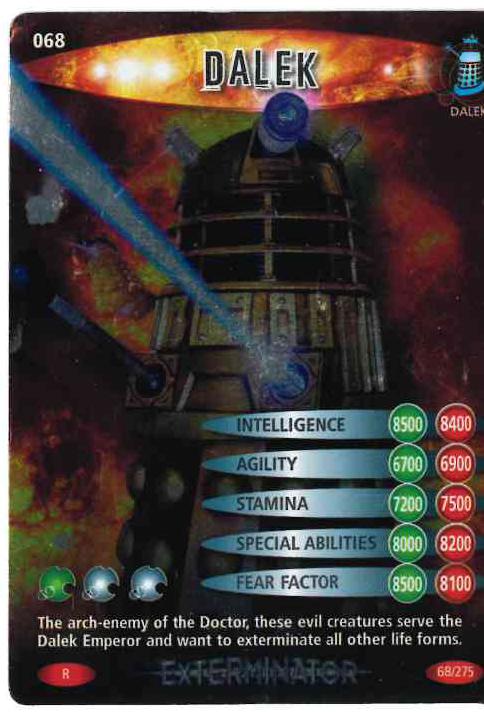 068
DALEK
DALEK
INTELLIGENCE 8500 8400
AGILITY 6700 6900
STAMINA 7200 7500
SPECIAL ABILITIES 8000 8200
FEAR FACTOR 8500 8100
The arch-enemy of the Doctor, these evil creatures serve the
Dalek Emperor and want to exterminate all other life forms.
R EXTERMINATOR 68/275